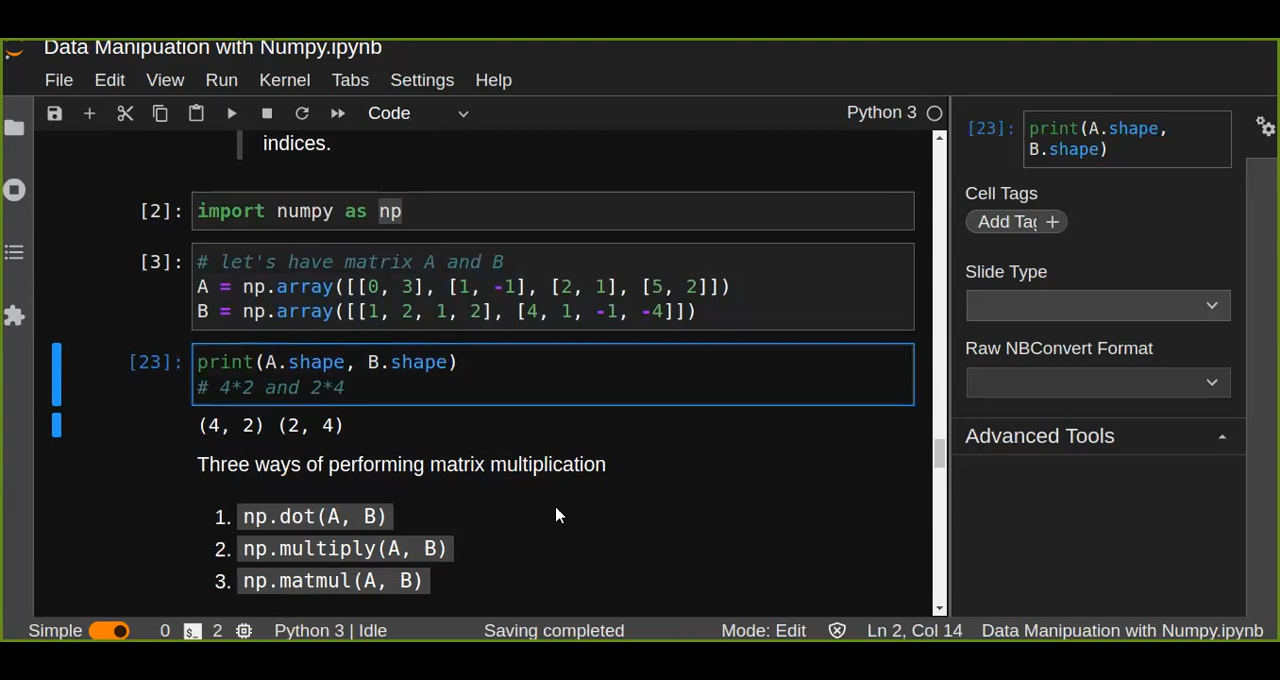 Data Manipuation with Numpy.ipynb
File Edit View Run Kernel Tabs Settings Help
Code
Python 3
indices.
[2]: import numpy as np
[3]: # let's have matrix A and B
A = np.array([[0, 3], [1, -1], [2, 1], [5, 2]])
B = np.array([[1, 2, 1, 2], [4, 1, -1, -4]])
[23]: print(A.shape, B.shape)
# 4*2 and 2*4
(4, 2) (2, 4)
Three ways of performing matrix multiplication
1. np.dot(A, B)
2. np.multiply(A, B)
3. np.matmul(A, B)
[23]: print(A.shape,
B.shape)
Cell Tags
Add Tag +
Slide Type
Raw NBConvert Format
Advanced Tools
Simple 0 $_ 2 Python 3 | Idle Saving completed Mode: Edit Ln 2, Col 14 Data Manipuation with Numpy.ipynb